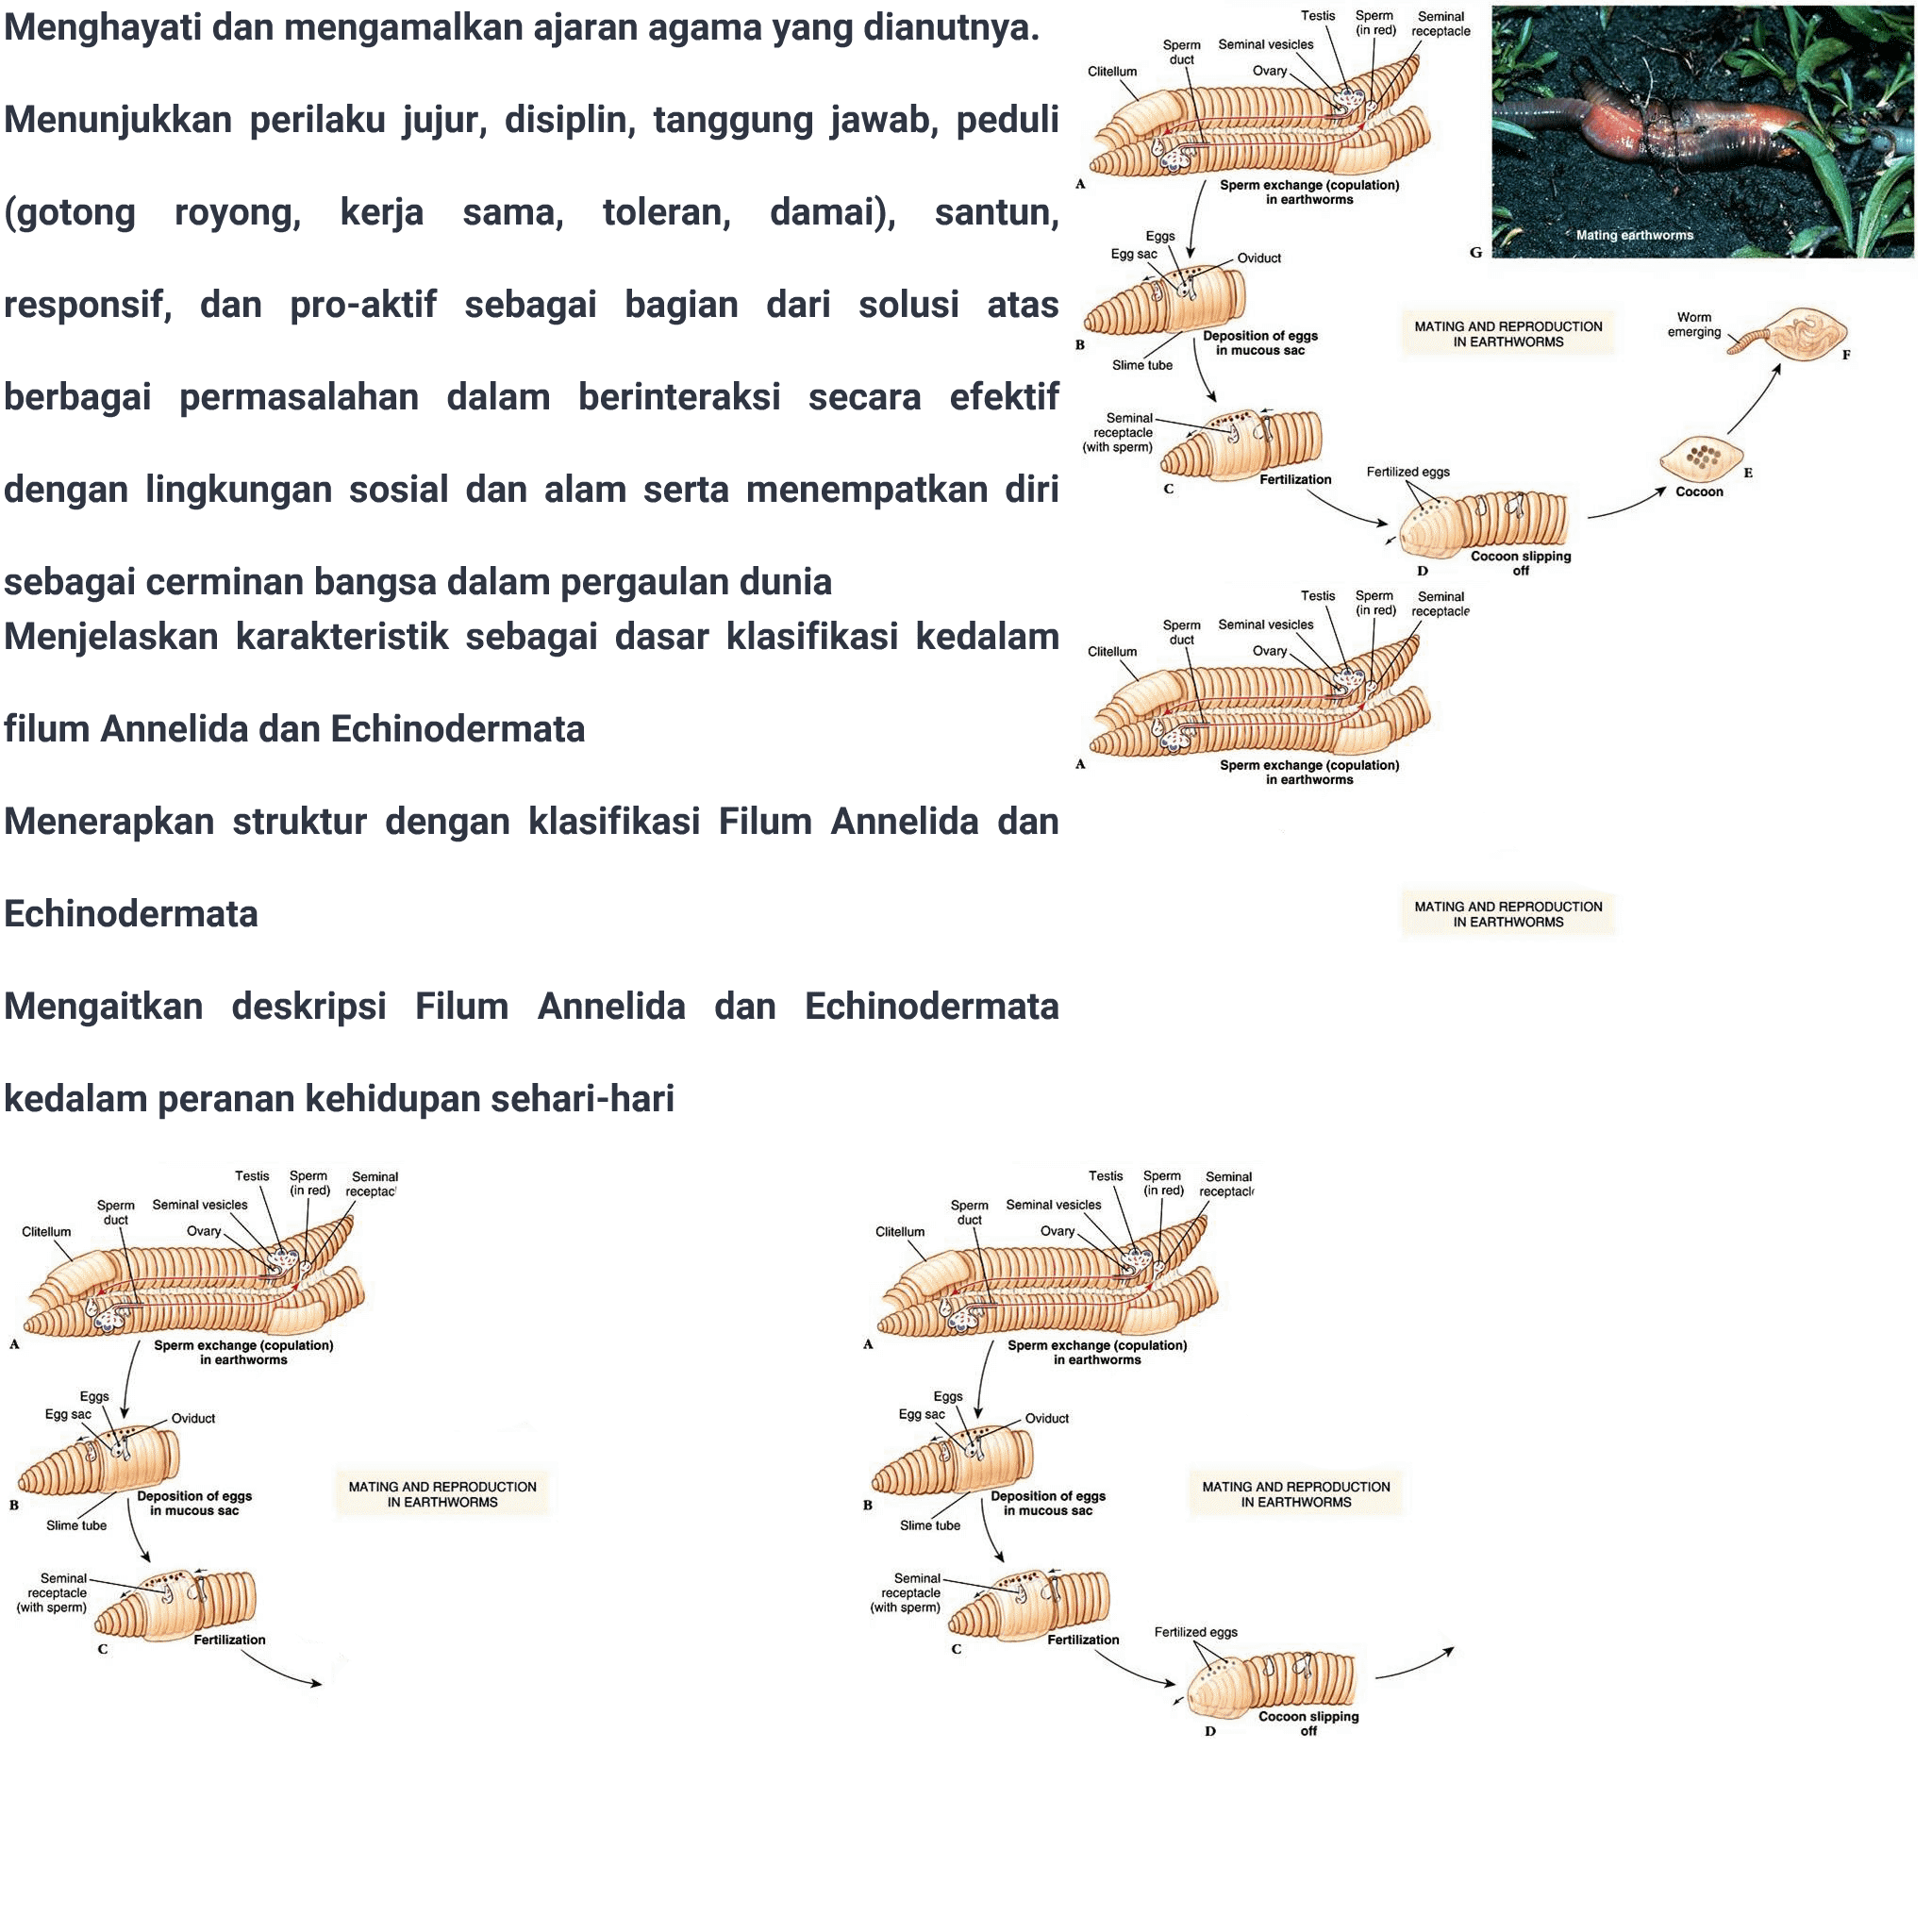 Menghayati dan mengamalkan ajaran agama yang dianutnya.
Menunjukkan perilaku jujur, disiplin, tanggung jawab, peduli
(gotong royong, kerja sama, toleran, damai), santun,
responsif, dan pro-aktif sebagai bagian dari solusi atas
berbagai permasalahan dalam berinteraksi secara efektif
dengan lingkungan sosial dan alam serta menempatkan diri
sebagai cerminan bangsa dalam pergaulan dunia
Menjelaskan karakteristik sebagai dasar klasifikasi kedalam
filum Annelida dan Echinodermata
Menerapkan struktur dengan klasifikasi Filum Annelida dan
Echinodermata
Mengaitkan deskripsi Filum Annelida dan Echinodermata
kedalam peranan kehidupan sehari-hari
Testis
Sperm
(in red)
Seminal
receptacle
Sperm
duct
Seminal vesicles
Clitellum
Ovary
A
Sperm exchange (copulation)
in earthworms
Mating earthworms
G
Eggs
Egg sac
Oviduct
B
Deposition of eggs
in mucous sac
Slime tube
MATING AND REPRODUCTION
IN EARTHWORMS
Worm
emerging
F
Seminal
receptacle
(with sperm)
C
Fertilization
Fertilized eggs
D
Cocoon slipping
off
E
Cocoon
Testis
Sperm
(in red)
Seminal
receptacle
Sperm
duct
Seminal vesicles
Clitellum
Ovary
A
Sperm exchange (copulation)
in earthworms
MATING AND REPRODUCTION
IN EARTHWORMS
Testis
Sperm
(in red)
Seminal
receptac
Sperm
duct
Seminal vesicles
Clitellum
Ovary
A
Sperm exchange (copulation)
in earthworms
Eggs
Egg sac
Oviduct
B
Deposition of eggs
in mucous sac
Slime tube
MATING AND REPRODUCTION
IN EARTHWORMS
Seminal
receptacle
(with sperm)
C
Fertilization
Testis
Sperm
(in red)
Seminal
receptacl
Sperm
duct
Seminal vesicles
Clitellum
Ovary
A
Sperm exchange (copulation)
in earthworms
Eggs
Egg sac
Oviduct
B
Deposition of eggs
in mucous sac
Slime tube
MATING AND REPRODUCTION
IN EARTHWORMS
Seminal
receptacle
(with sperm)
C
Fertilization
Fertilized eggs
D
Cocoon slipping
off